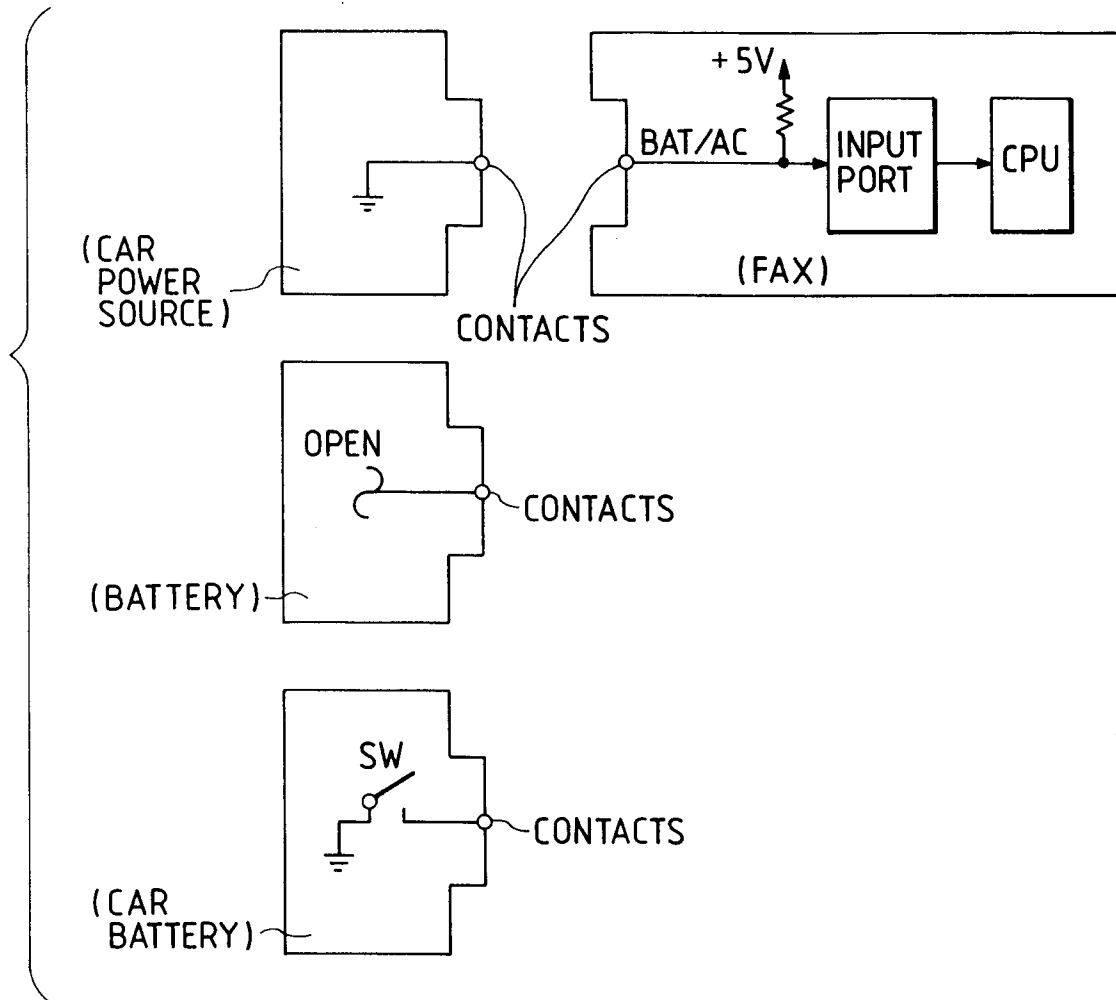 +5V
BAT/AC
INPUT
PORT
CPU
(FAX)
(CAR
POWER
SOURCE)
CONTACTS
OPEN
CONTACTS
(BATTERY)
SW
CONTACTS
(CAR
BATTERY)